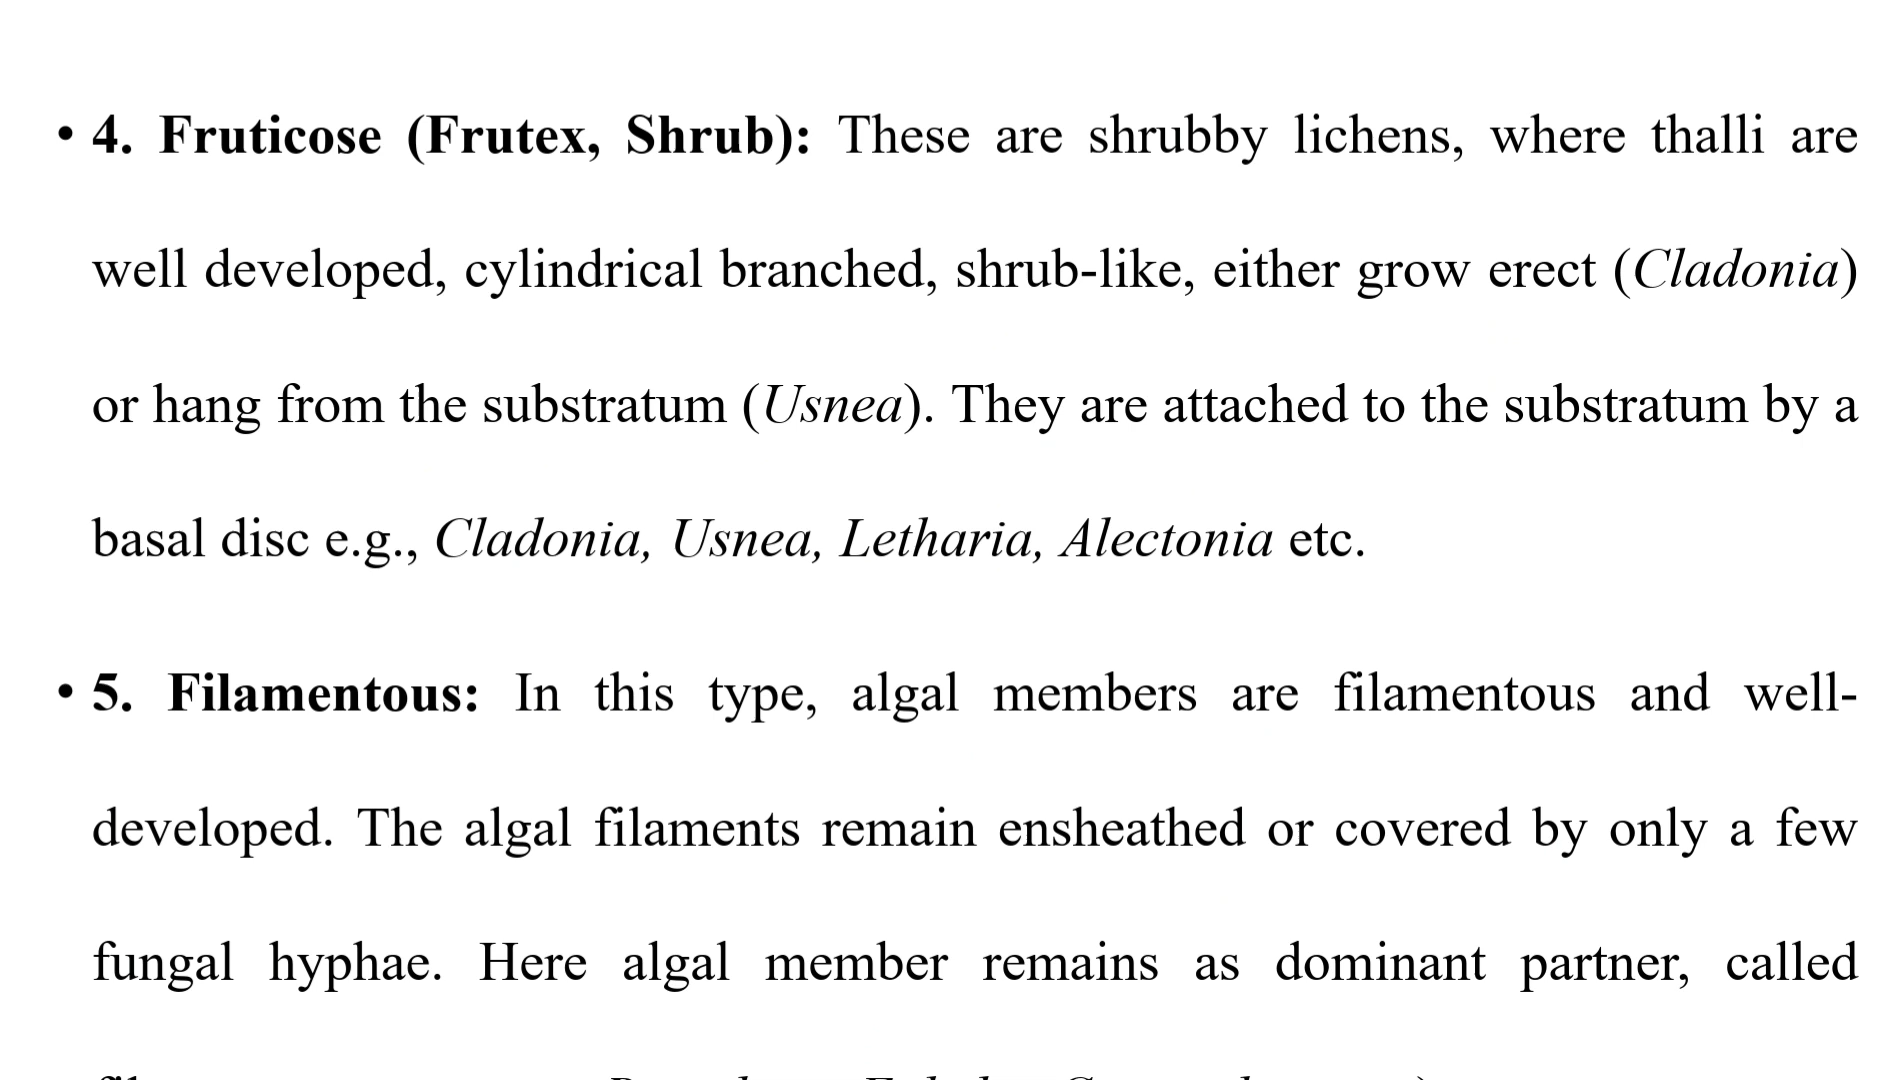 • 4. Fruticose (Frutex, Shrub): These are shrubby lichens, where thalli are
well developed, cylindrical branched, shrub-like, either grow erect (Cladonia)
or hang from the substratum (Usnea). They are attached to the substratum by a
basal disc e.g., Cladonia, Usnea, Letharia, Alectonia etc.
• 5. Filamentous: In this type, algal members are filamentous and well-
developed. The algal filaments remain ensheathed or covered by only a few
fungal hyphae. Here algal member remains as dominant partner, called